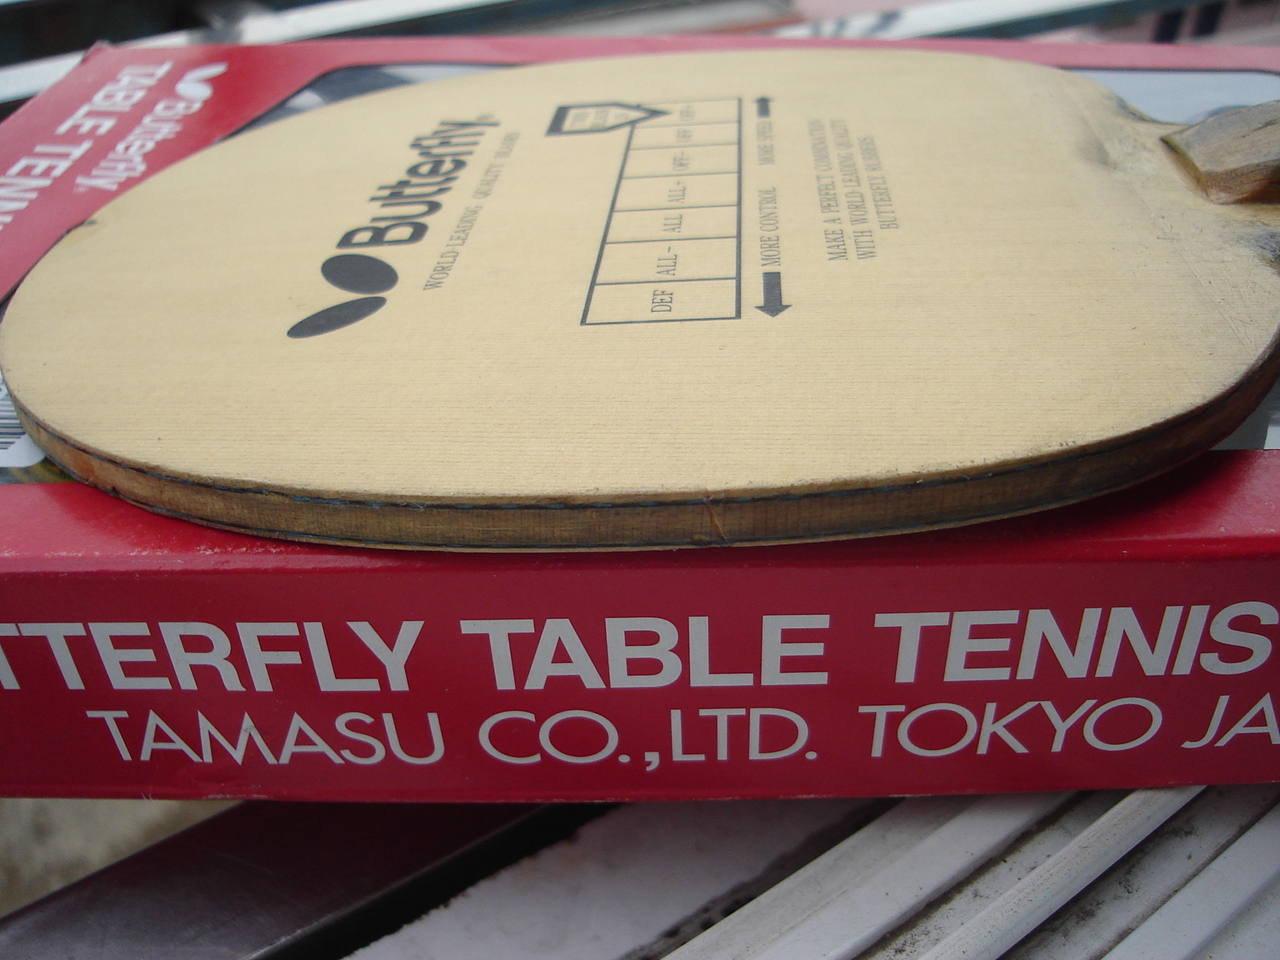 Butterfly
TABLE TENNIS
Butterfly
WORLD-LEADING QUALITY BLADES
DEF ALL- ALL ALL+ OFF- OFF OFF+
MORE CONTROL MORE SPEED
MAKE A PERFECT COMBINATION
WITH WORLD-LEADING QUALITY
BUTTERFLY RUBBERS
TTERFLY TABLE TENNIS
TAMASU CO.,LTD. TOKYO JA